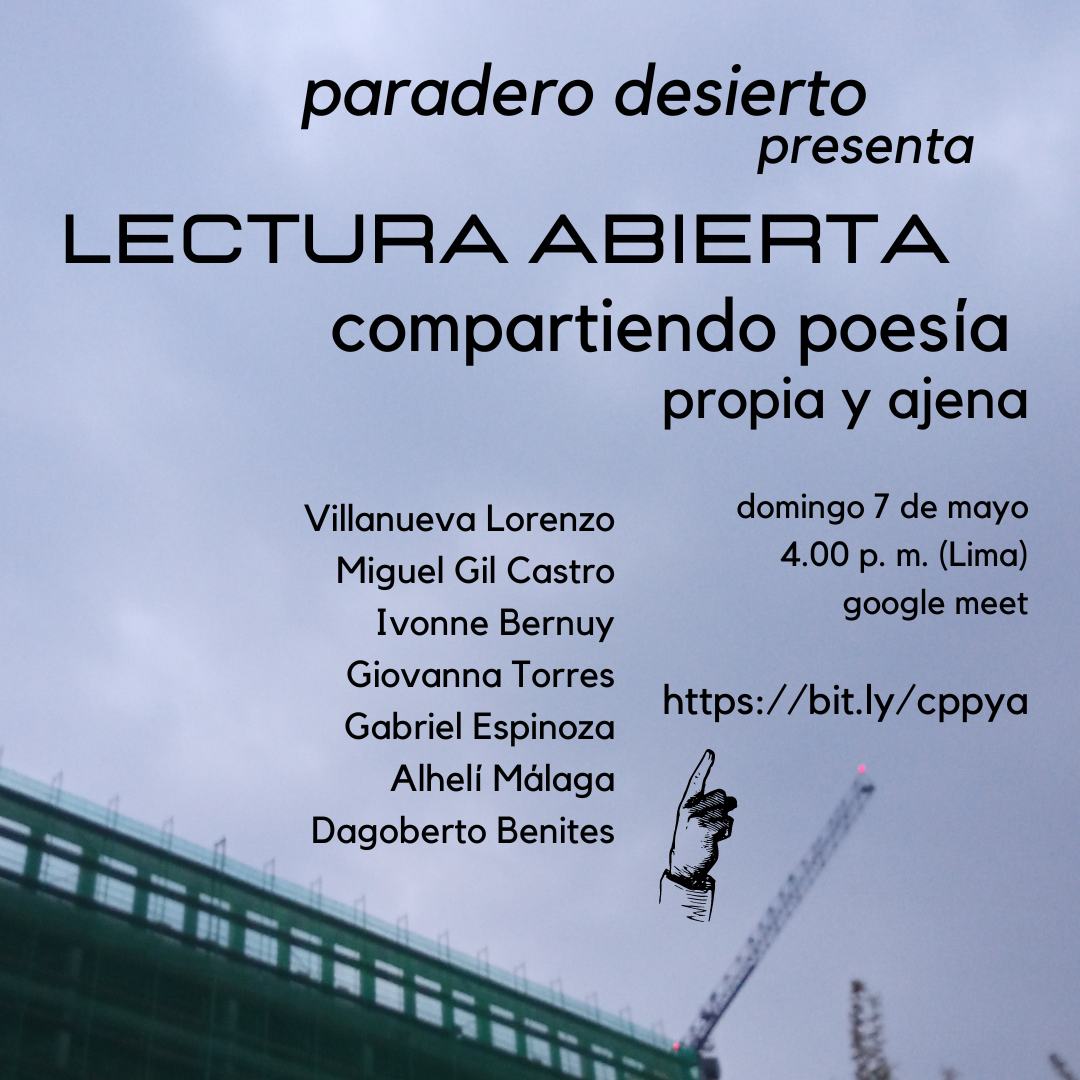 paradero desierto
presenta
LECTURA ABIERTA
compartiendo poesía
propia y ajena
Villanueva Lorenzo
Miguel Gil Castro
Ivonne Bernuy
Giovanna Torres
Gabriel Espinoza
Alhelí Málaga
Dagoberto Benites
domingo 7 de mayo
4.00 p. m. (Lima)
google meet
https://bit.ly/cppya